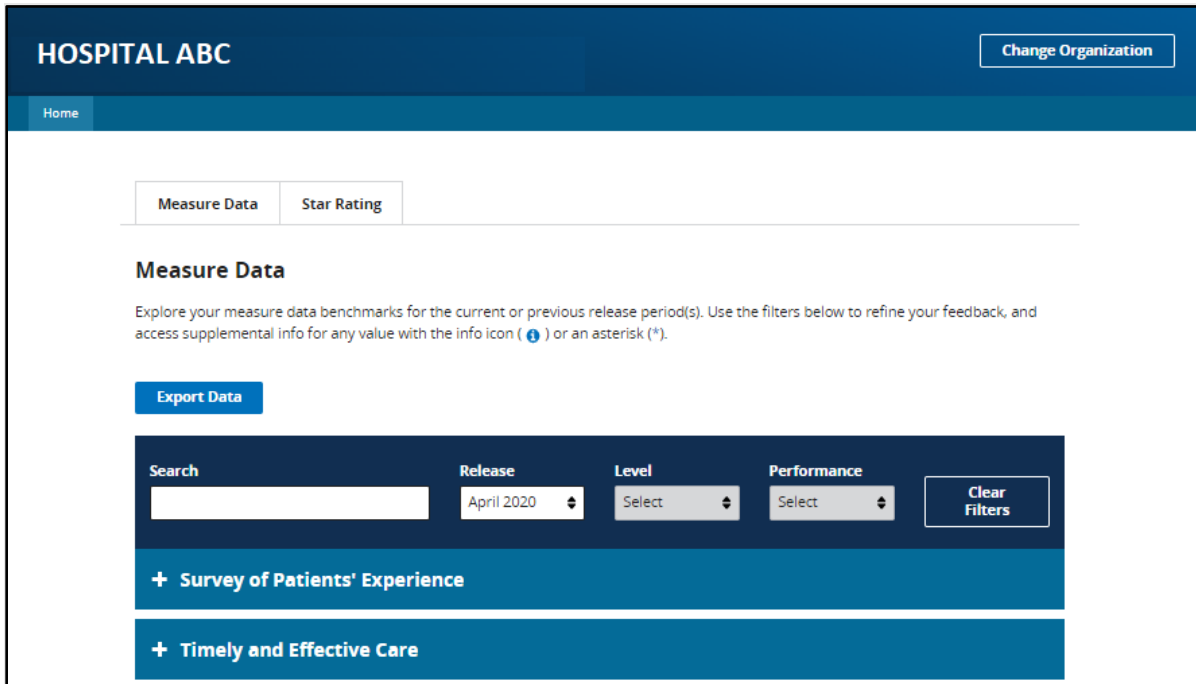 HOSPITAL ABC
Change Organization
Home
Measure Data
Star Rating
Measure Data
Explore your measure data benchmarks for the current or previous release period(s). Use the filters below to refine your feedback, and
access supplemental info for any value with the info icon ( i ) or an asterisk (*).
Export Data
Search
Release
Level
Performance
April 2020
Select
Select
Clear
Filters
+ Survey of Patients' Experience
+ Timely and Effective Care